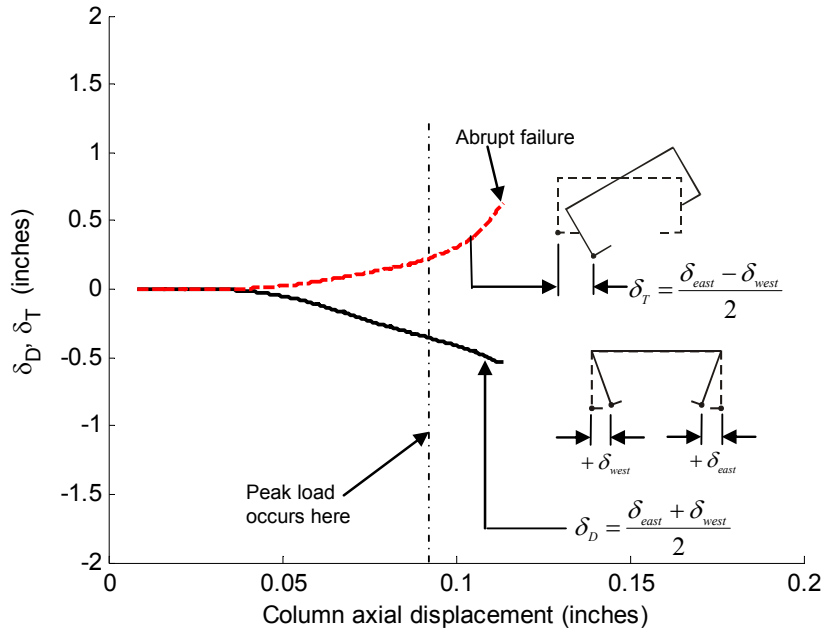 2
1.5
1
0.5
0
-0.5
-1
-1.5
-2
δD, δT (inches)
Abrupt failure
δT = (δeast − δwest) / 2
+ δwest
+ δeast
Peak load
occurs here
δD = (δeast + δwest) / 2
0
0.05
0.1
0.15
0.2
Column axial displacement (inches)